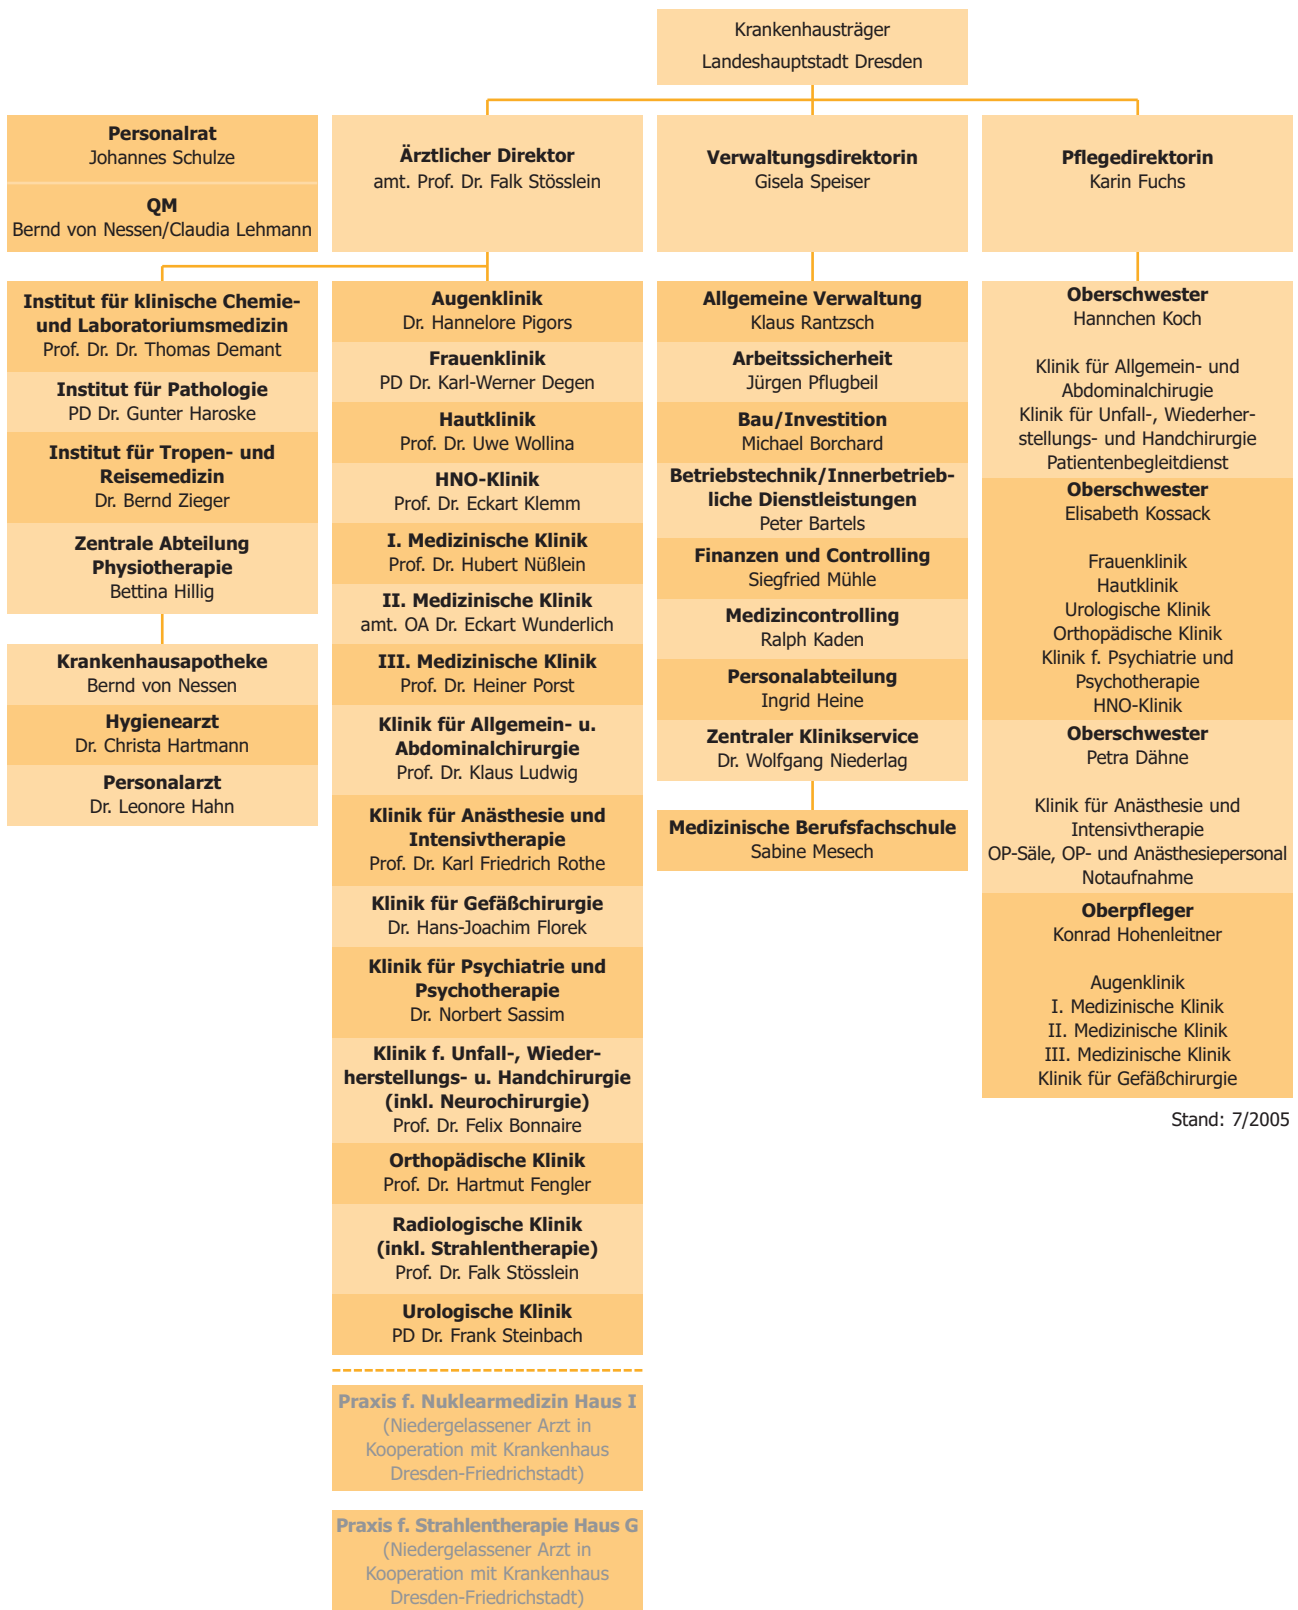 Krankenhausträger
Landeshauptstadt Dresden
Personalrat
Johannes Schulze
QM
Bernd von Nessen/Claudia Lehmann
Ärztlicher Direktor
amt. Prof. Dr. Falk Stösslein
Verwaltungsdirektorin
Gisela Speiser
Pflegedirektorin
Karin Fuchs
Institut für klinische Chemie-
und Laboratoriumsmedizin
Prof. Dr. Dr. Thomas Demant
Institut für Pathologie
PD Dr. Gunter Haroske
Institut für Tropen- und
Reisemedizin
Dr. Bernd Zieger
Zentrale Abteilung
Physiotherapie
Bettina Hillig
Krankenhausapotheke
Bernd von Nessen
Hygienearzt
Dr. Christa Hartmann
Personalarzt
Dr. Leonore Hahn
Augenklinik
Dr. Hannelore Pigors
Frauenklinik
PD Dr. Karl-Werner Degen
Hautklinik
Prof. Dr. Uwe Wollina
HNO-Klinik
Prof. Dr. Eckart Klemm
I. Medizinische Klinik
Prof. Dr. Hubert Nüßlein
II. Medizinische Klinik
amt. OA Dr. Eckart Wunderlich
III. Medizinische Klinik
Prof. Dr. Heiner Porst
Klinik für Allgemein- u.
Abdominalchirurgie
Prof. Dr. Klaus Ludwig
Klinik für Anästhesie und
Intensivtherapie
Prof. Dr. Karl Friedrich Rothe
Klinik für Gefäßchirurgie
Dr. Hans-Joachim Florek
Klinik für Psychiatrie und
Psychotherapie
Dr. Norbert Sassim
Klinik f. Unfall-, Wieder-
herstellungs- u. Handchirurgie
(inkl. Neurochirurgie)
Prof. Dr. Felix Bonnaire
Orthopädische Klinik
Prof. Dr. Hartmut Fengler
Radiologische Klinik
(inkl. Strahlentherapie)
Prof. Dr. Falk Stösslein
Urologische Klinik
PD Dr. Frank Steinbach
Praxis f. Nuklearmedizin Haus I
(Niedergelassener Arzt in
Kooperation mit Krankenhaus
Dresden-Friedrichstadt)
Praxis f. Strahlentherapie Haus G
(Niedergelassener Arzt in
Kooperation mit Krankenhaus
Dresden-Friedrichstadt)
Allgemeine Verwaltung
Klaus Rantzsch
Arbeitssicherheit
Jürgen Pflugbeil
Bau/Investition
Michael Borchard
Betriebstechnik/Innerbetrieb-
liche Dienstleistungen
Peter Bartels
Finanzen und Controlling
Siegfried Mühle
Medizincontrolling
Ralph Kaden
Personalabteilung
Ingrid Heine
Zentraler Klinikservice
Dr. Wolfgang Niederlag
Medizinische Berufsfachschule
Sabine Mesech
Oberschwester
Hannchen Koch
Klinik für Allgemein- und
Abdominalchirugie
Klinik für Unfall-, Wiederher-
stellungs- und Handchirurgie
Patientenbegleitdienst
Oberschwester
Elisabeth Kossack
Frauenklinik
Hautklinik
Urologische Klinik
Orthopädische Klinik
Klinik f. Psychiatrie und
Psychotherapie
HNO-Klinik
Oberschwester
Petra Dähne
Klinik für Anästhesie und
Intensivtherapie
OP-Säle, OP- und Anästhesiepersonal
Notaufnahme
Oberpfleger
Konrad Hohenleitner
Augenklinik
I. Medizinische Klinik
II. Medizinische Klinik
III. Medizinische Klinik
Klinik für Gefäßchirurgie
Stand: 7/2005